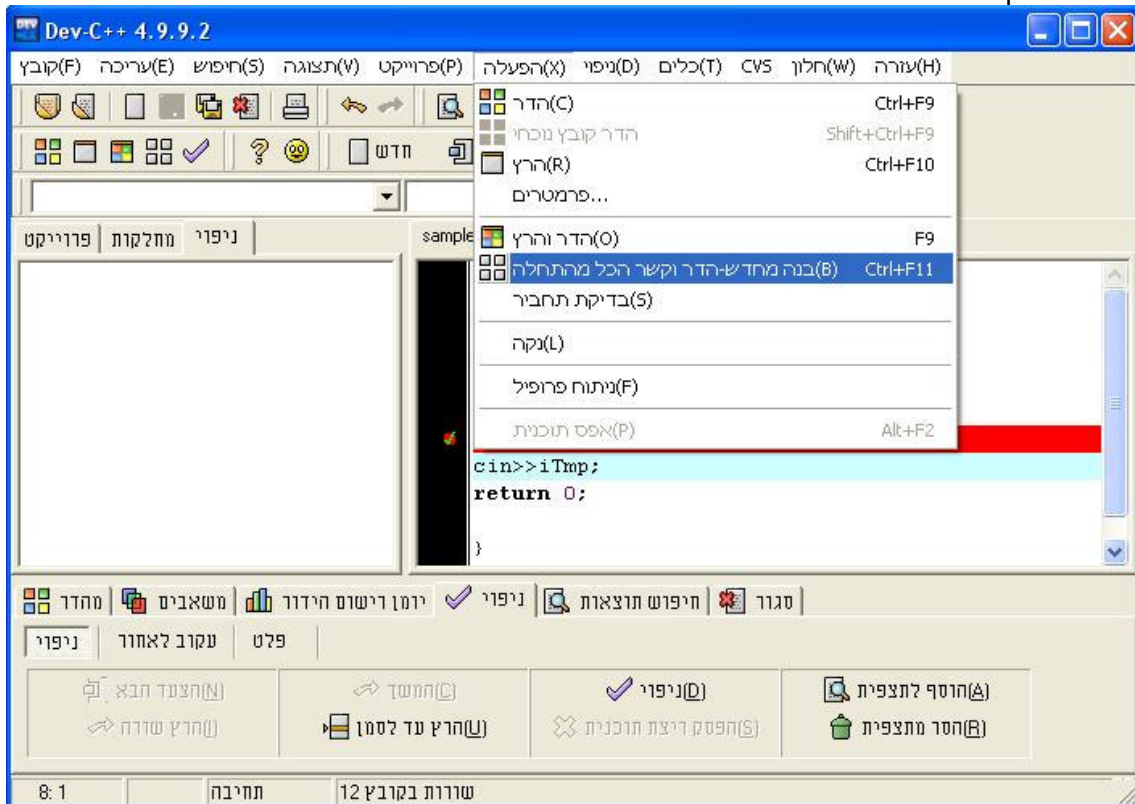 Dev-C++ 4.9.9.2
קובץ(F) עריכה(E) חיפוש(S) תצוגה(V) פרוייקט(P) הפעלה(X) ניפוי(D) כלים(T) CVS חלון(W) עזרה(H)
הדר(C) Ctrl+F9
הדר קובץ נוכחי Shift+Ctrl+F9
חדש
הרץ(R) Ctrl+F10
פרמטרים...
פרוייקט מחלקות ניפוי
sample
הדר והרץ(O) F9
בנה מחדש-הדר וקשר הכל מהתחלה(B) Ctrl+F11
בדיקת תחביר(S)
נקה(L)
ניתוח פרופיל(F)
אפס תוכנית(P) Alt+F2
cin>>iTmp;
return 0;
}
מהדר משאבים יומן רישום הידור ניפוי חיפוש תוצאות סגור
ניפוי עקוב לאחור פלט
הצעד הבא(N) המשך(C) ניפוי(D) הוסף לתצפית(A)
הרץ שורה(I) הרץ עד לסמן(U) הפסק ריצת תוכנית(S) הסר מתצפית(R)
8: 1 תחיבה שורות בקובץ 12